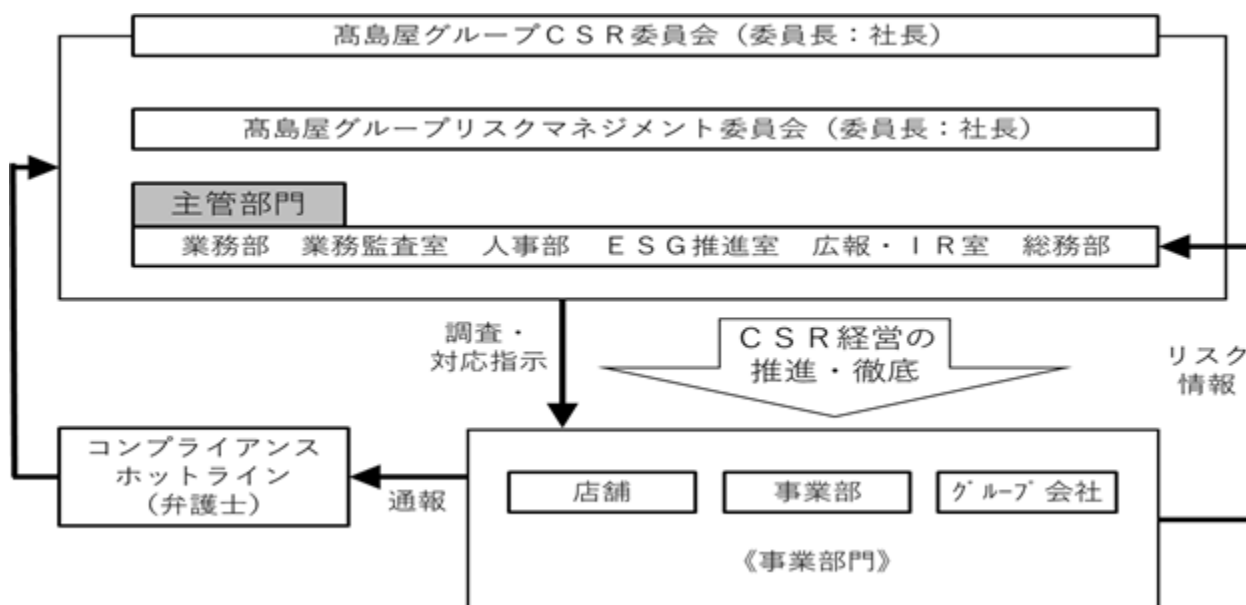 髙島屋グループＣＳＲ委員会（委員長：社長）
髙島屋グループリスクマネジメント委員会（委員長：社長）
主管部門
業務部　業務監査室　人事部　ＥＳＧ推進室　広報・ＩＲ室　総務部
調査・
対応指示
ＣＳＲ経営の
推進・徹底
リスク
情報
コンプライアンス
ホットライン
（弁護士）
通報
店舗
事業部
ｸﾞﾙｰﾌﾟ会社
《事業部門》